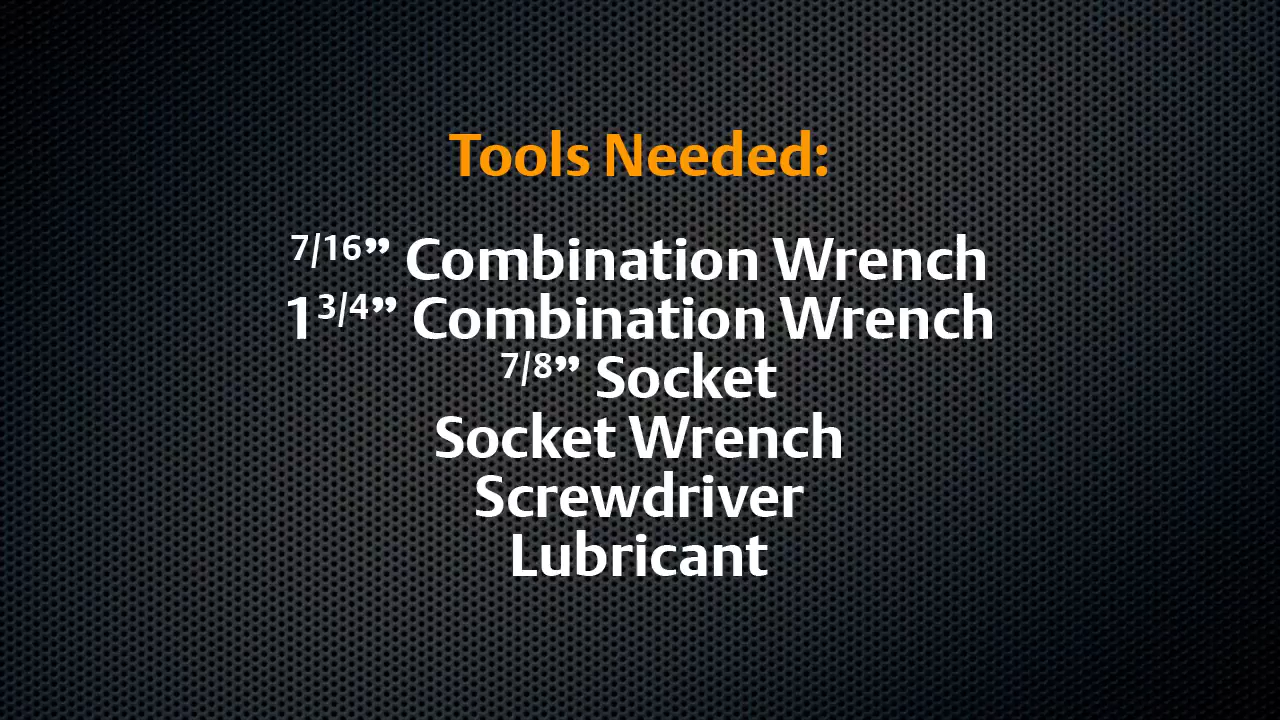 Tools Needed:
7/16” Combination Wrench
1 3/4” Combination Wrench
7/8” Socket
Socket Wrench
Screwdriver
Lubricant